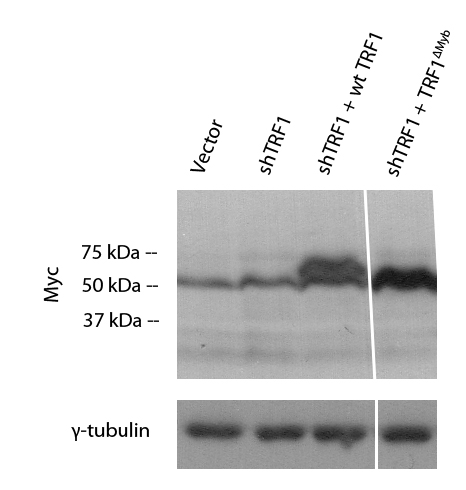 Vector
shTRF1
shTRF1 + wt TRF1
shTRF1 + TRF1ΔMyb
Myc
75 kDa --
50 kDa --
37 kDa --
γ-tubulin